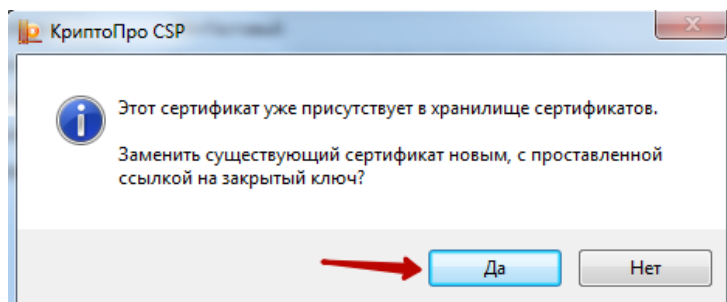 КриптоПро CSP
Этот сертификат уже присутствует в хранилище сертификатов.
Заменить существующий сертификат новым, с проставленной
ссылкой на закрытый ключ?
Да
Нет